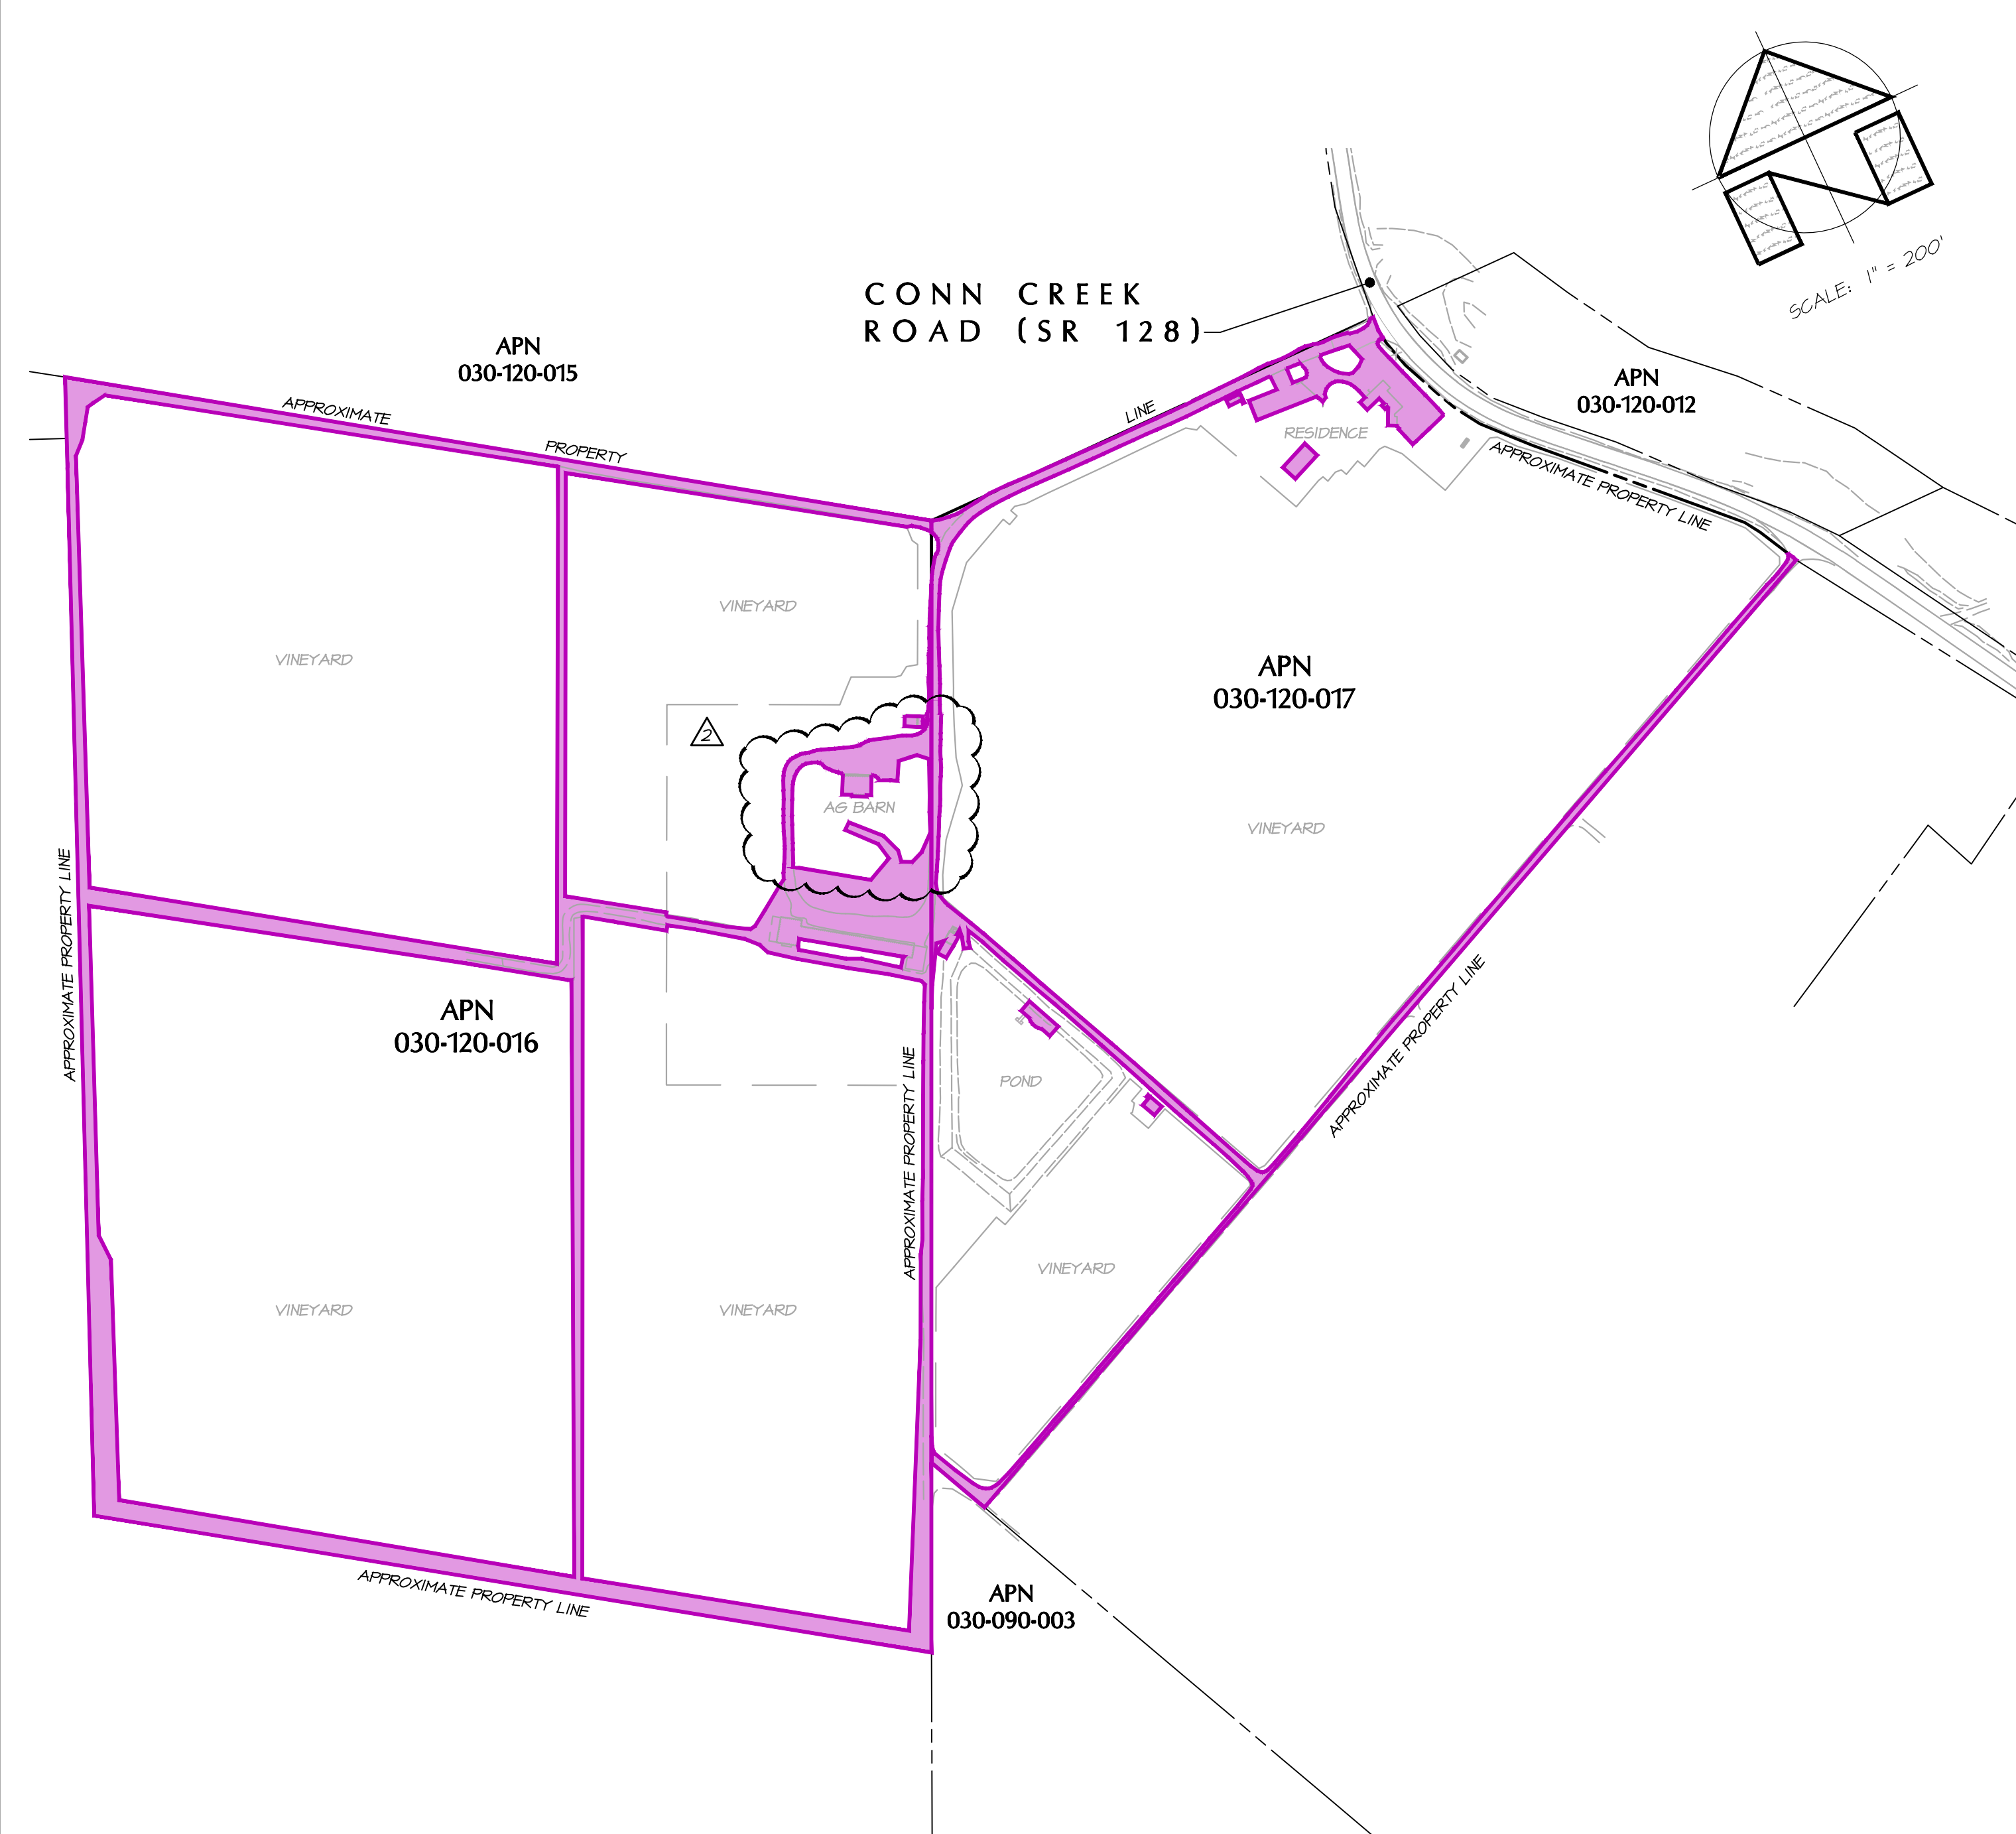 SCALE: 1" = 200'
CONN CREEK
ROAD (SR 128)
APN
030-120-015
APN
030-120-012
APPROXIMATE
PROPERTY
LINE
RESIDENCE
APPROXIMATE PROPERTY LINE
VINEYARD
VINEYARD
APN
030-120-017
2
AG BARN
VINEYARD
APPROXIMATE PROPERTY LINE
APN
030-120-016
APPROXIMATE PROPERTY LINE
APPROXIMATE PROPERTY LINE
POND
VINEYARD
VINEYARD
VINEYARD
APPROXIMATE PROPERTY LINE
APN
030-090-003